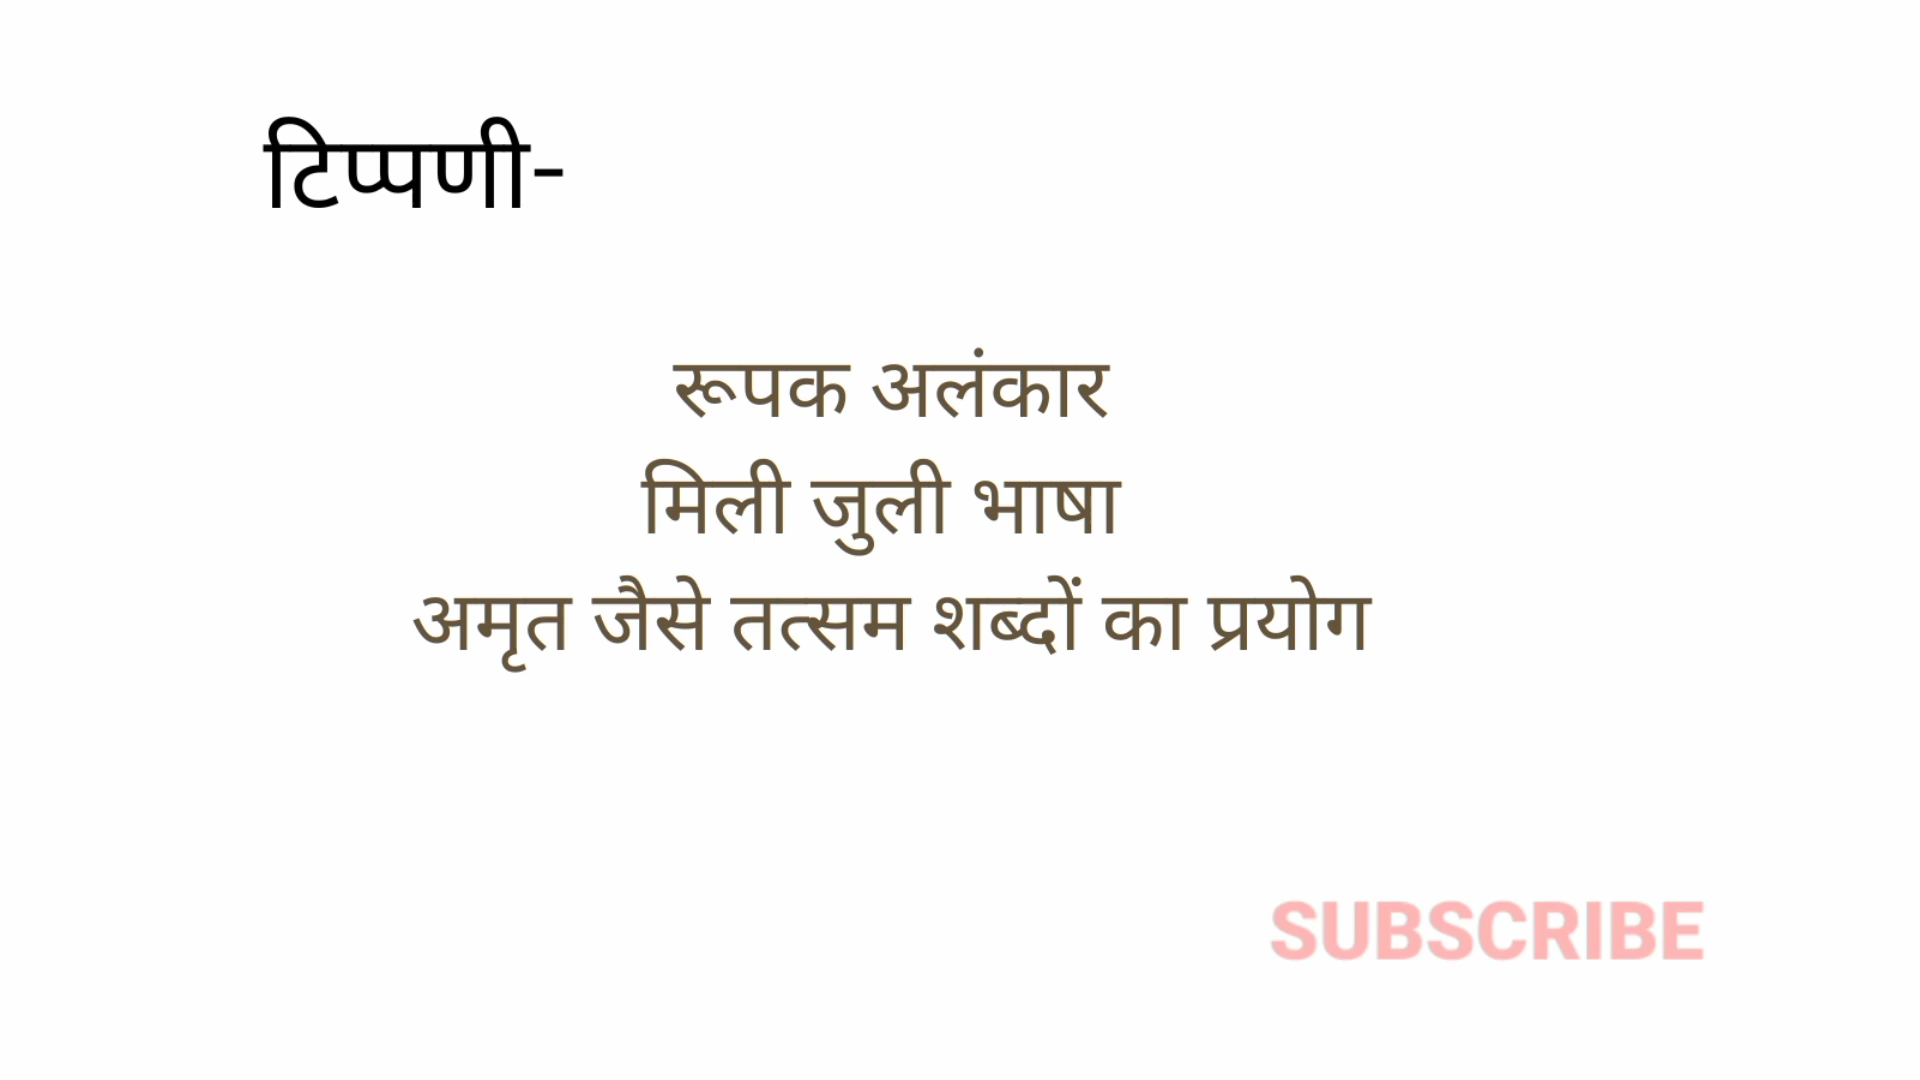 टिप्पणी-
रूपक अलंकार
मिली जुली भाषा
अमृत जैसे तत्सम शब्दों का प्रयोग
SUBSCRIBE